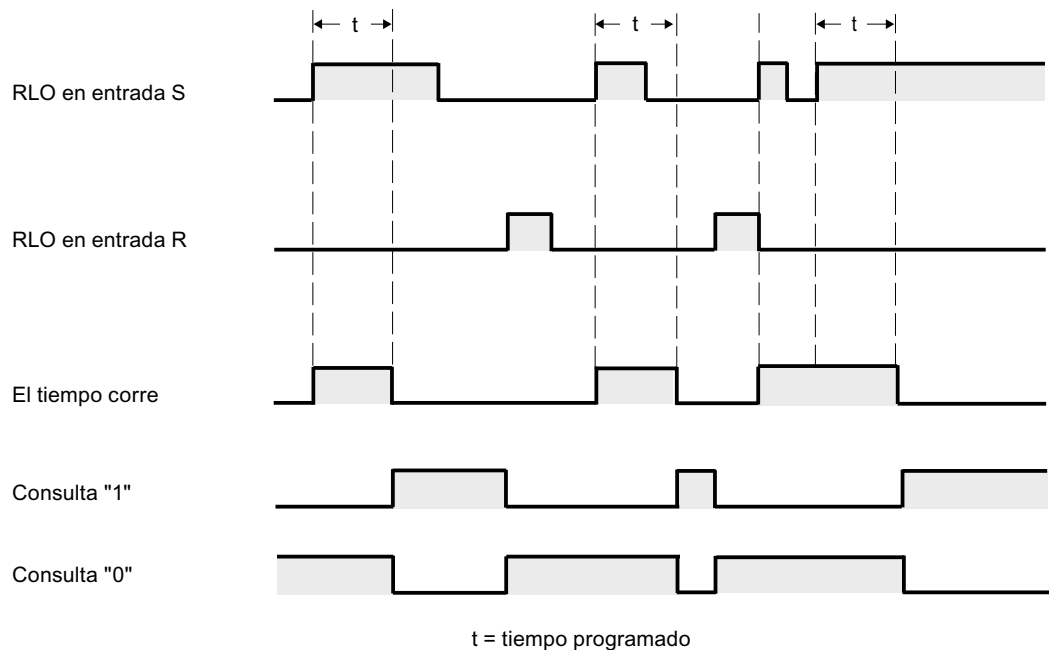 t t t
RLO en entrada S
RLO en entrada R
El tiempo corre
Consulta "1"
Consulta "0"
t = tiempo programado